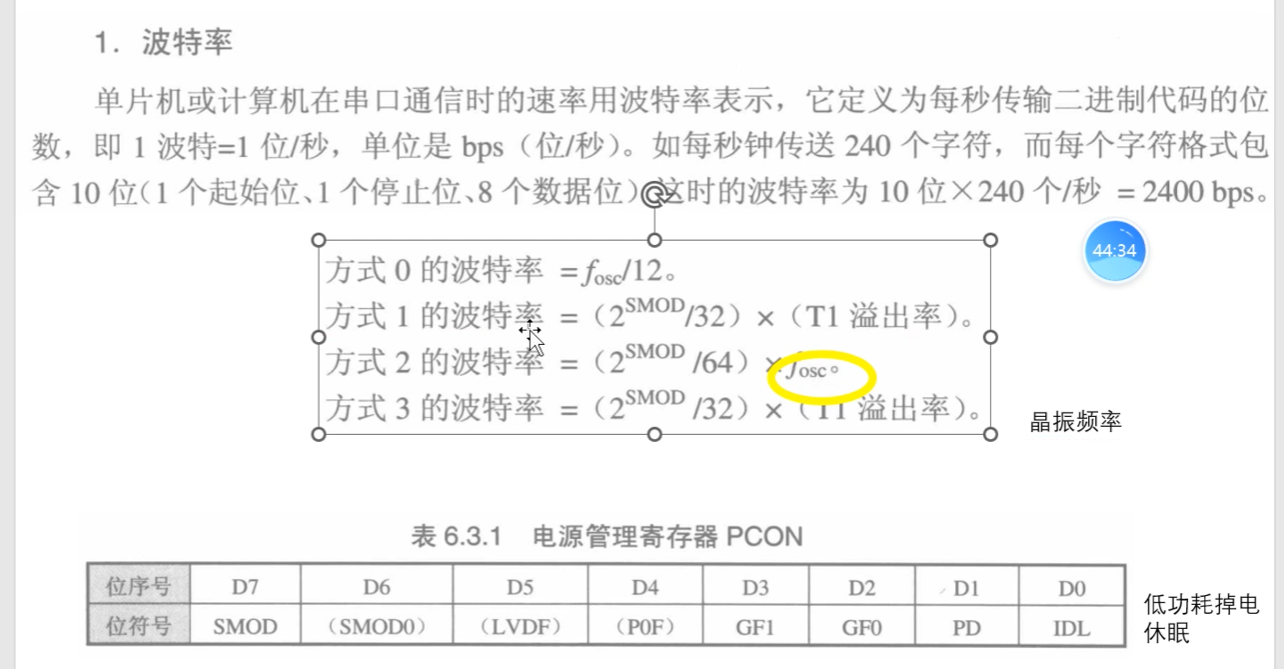 1. 波特率
单片机或计算机在串口通信时的速率用波特率表示，它定义为每秒传输二进制代码的位
数，即 1 波特=1 位/秒，单位是 bps（位/秒）。如每秒钟传送 240 个字符，而每个字符格式包
含 10 位（1 个起始位、1 个停止位、8 个数据位），这时的波特率为 10 位×240 个/秒 = 2400 bps。
44:34
方式 0 的波特率 = fosc/12。
方式 1 的波特率 =（2^SMOD/32）×（T1 溢出率）。
方式 2 的波特率 =（2^SMOD /64）× fosc。
方式 3 的波特率 =（2^SMOD /32）×（T1 溢出率）。
晶振频率
表 6.3.1 电源管理寄存器 PCON
位序号 D7 D6 D5 D4 D3 D2 D1 D0
位符号 SMOD （SMOD0） （LVDF） （P0F） GF1 GF0 PD IDL
低功耗掉电
休眠